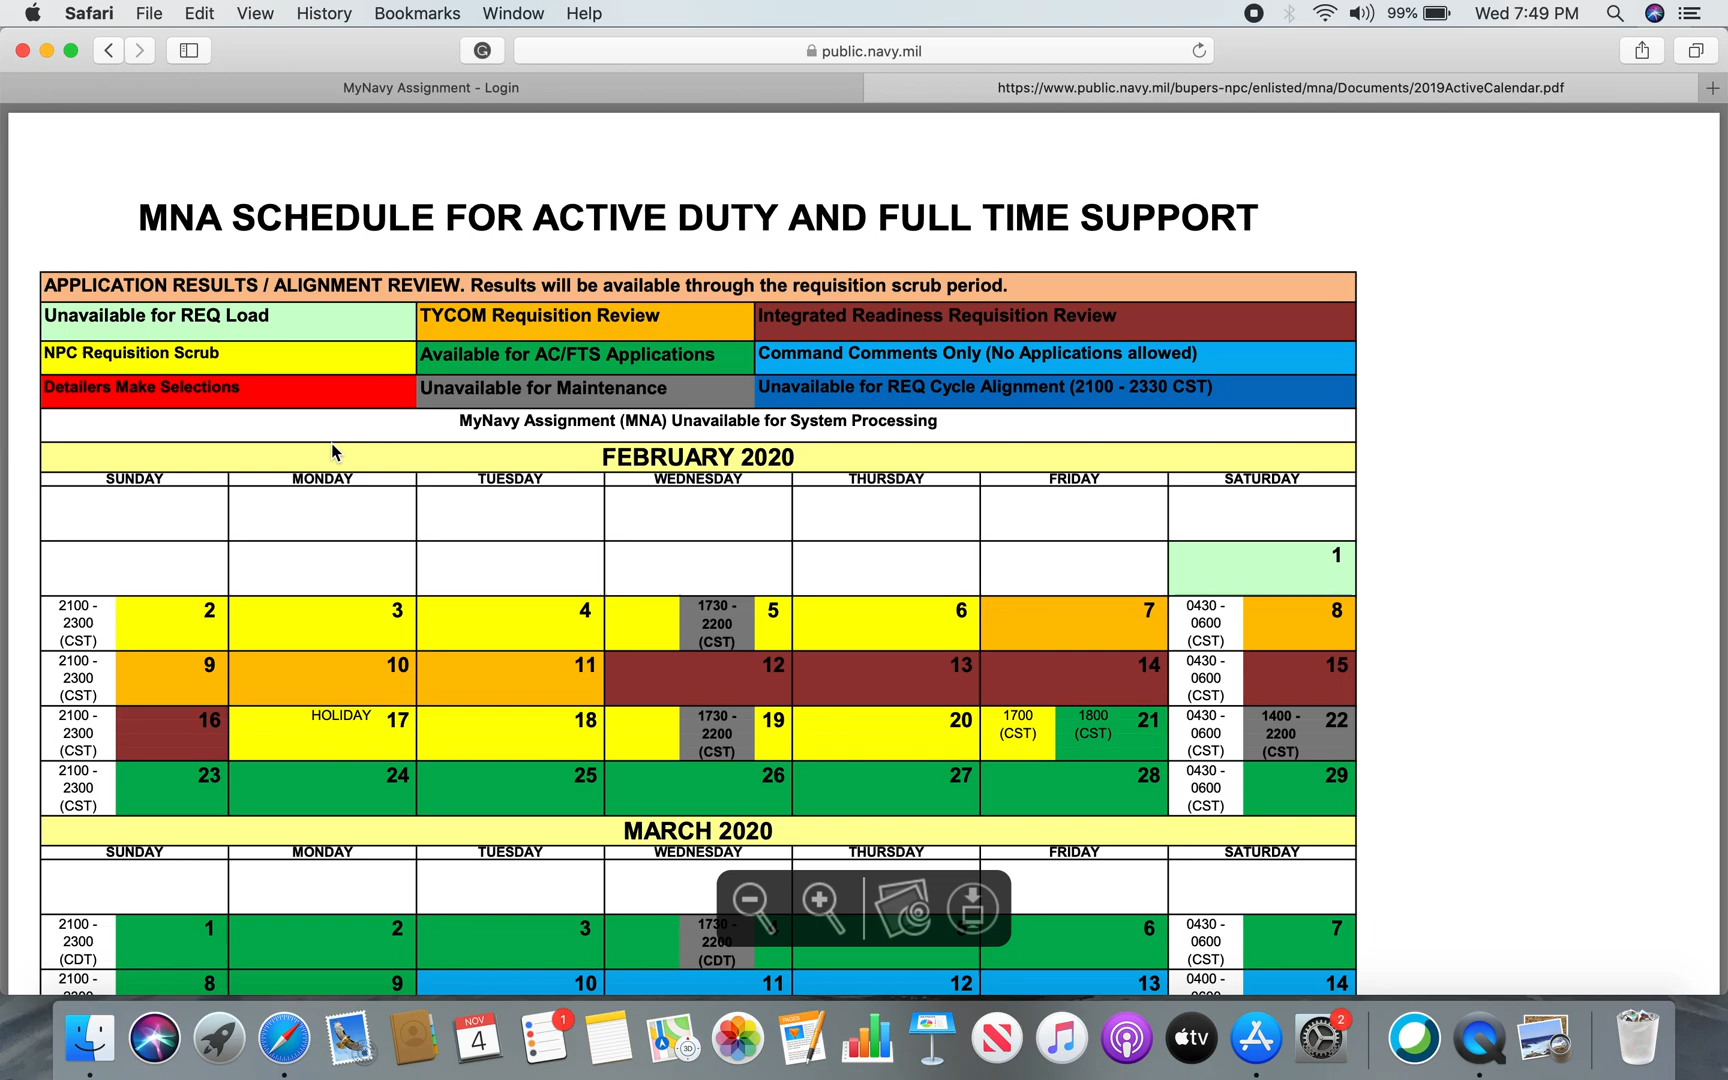 Safari File Edit View History Bookmarks Window Help 99% Wed 7:49 PM
public.navy.mil
MyNavy Assignment - Login
https://www.public.navy.mil/bupers-npc/enlisted/mna/Documents/2019ActiveCalendar.pdf
MNA SCHEDULE FOR ACTIVE DUTY AND FULL TIME SUPPORT
APPLICATION RESULTS / ALIGNMENT REVIEW. Results will be available through the requisition scrub period.
Unavailable for REQ Load TYCOM Requisition Review Integrated Readiness Requisition Review
NPC Requisition Scrub Available for AC/FTS Applications Command Comments Only (No Applications allowed)
Detailers Make Selections Unavailable for Maintenance Unavailable for REQ Cycle Alignment (2100 - 2330 CST)
MyNavy Assignment (MNA) Unavailable for System Processing
FEBRUARY 2020
SUNDAY MONDAY TUESDAY WEDNESDAY THURSDAY FRIDAY SATURDAY
1
2100 - 2 3 4 1730 - 5 6 7 0430 - 8
2300 2200 0600
(CST) (CST) (CST)
2100 - 9 10 11 12 13 14 0430 - 15
2300 0600
(CST) (CST)
2100 - 16 HOLIDAY 17 18 1730 - 19 20 1700 1800 21 0430 - 1400 - 22
2300 2200 (CST) (CST) 0600 2200
(CST) (CST) (CST) (CST)
2100 - 23 24 25 26 27 28 0430 - 29
2300 0600
(CST) (CST)
MARCH 2020
SUNDAY MONDAY TUESDAY WEDNESDAY THURSDAY FRIDAY SATURDAY
2100 - 1 2 3 1730 - 6 0430 - 7
2300 2200 0600
(CDT) (CDT) (CST)
2100 - 8 9 10 11 12 13 0400 - 14
NOV 1 PAGES tv 2
4 3D